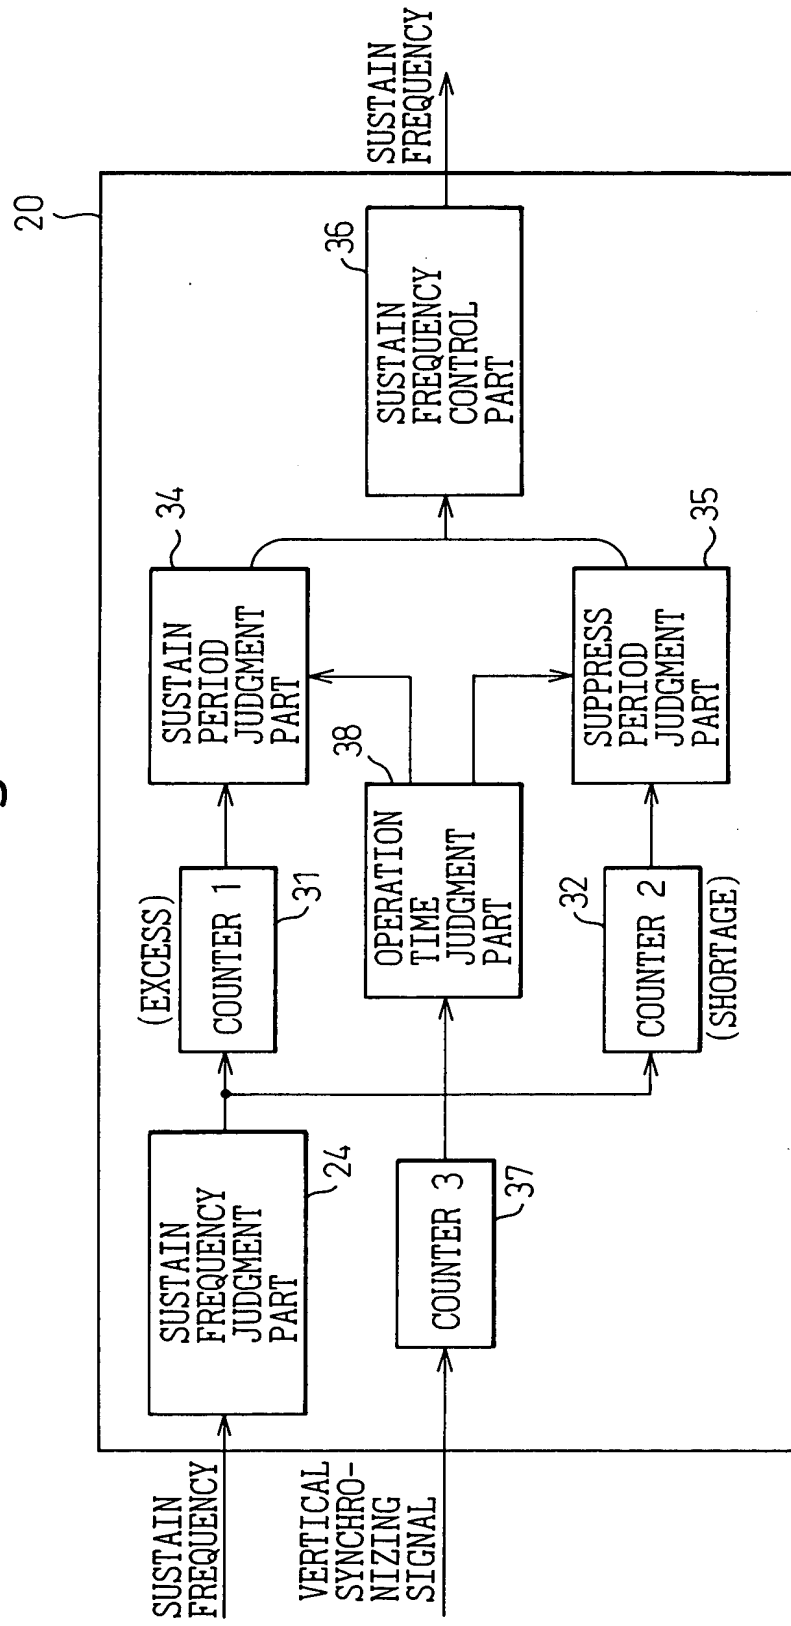 20
SUSTAIN
FREQUENCY
SUSTAIN
FREQUENCY
JUDGMENT
PART
24
(EXCESS)
COUNTER 1
31
SUSTAIN
PERIOD
JUDGMENT
PART
34
VERTICAL
SYNCHRO-
NIZING
SIGNAL
COUNTER 3
37
OPERATION
TIME
JUDGMENT
PART
38
SUSTAIN
FREQUENCY
CONTROL
PART
36
SUSTAIN
FREQUENCY
32
COUNTER 2
(SHORTAGE)
SUPPRESS
PERIOD
JUDGMENT
PART
35